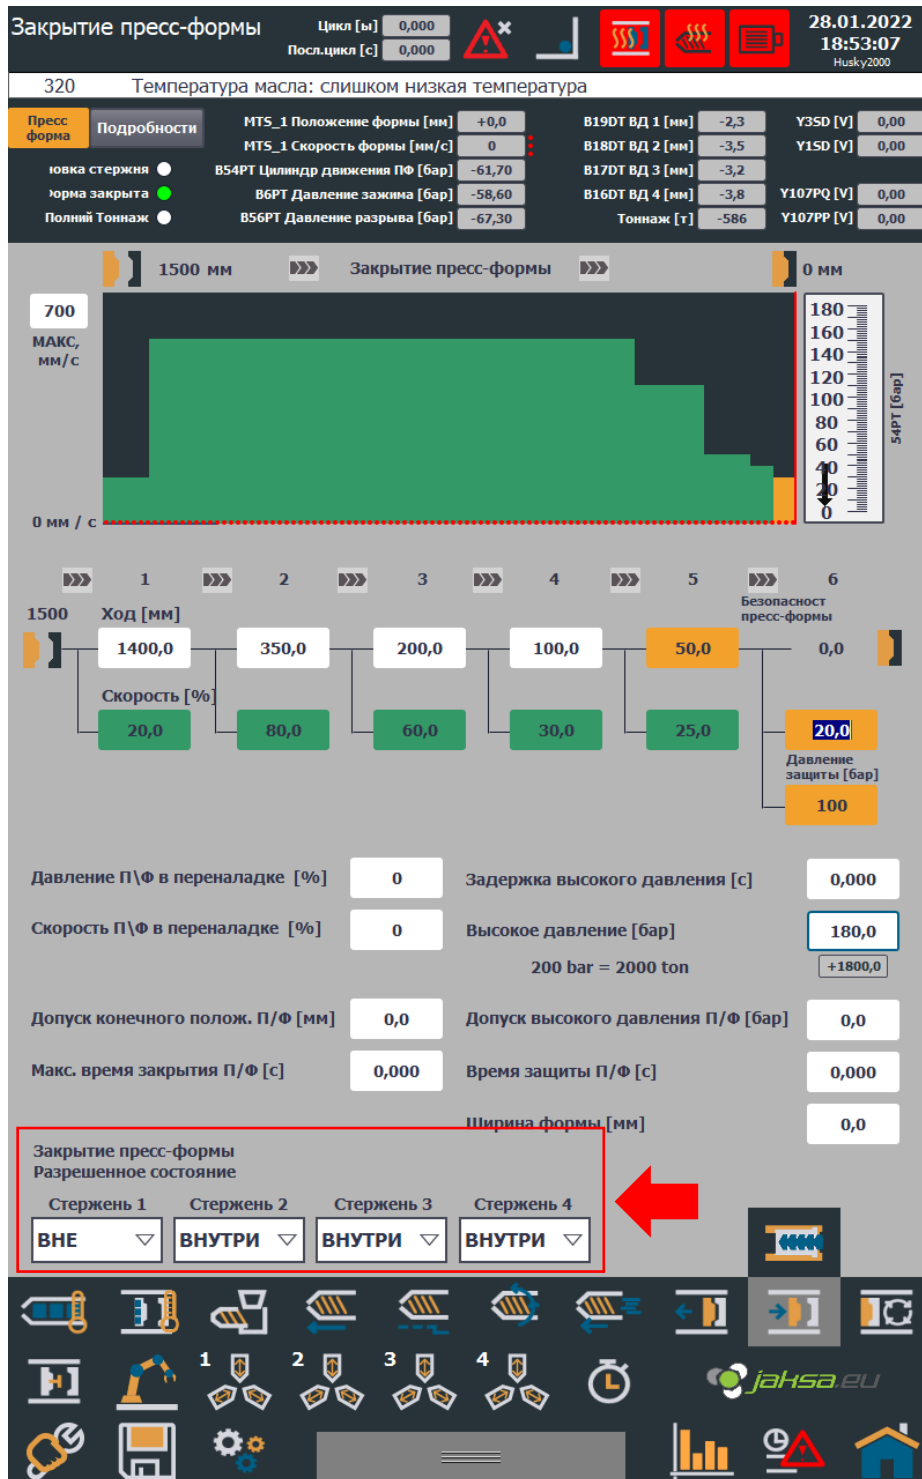 Закрытие пресс-формы Цикл [ы] 0,000 28.01.2022
Посл.цикл [с] 0,000 18:53:07
Husky2000
320 Температура масла: слишком низкая температура
Пресс форма Подробности MTS_1 Положение формы [мм] +0,0 B19DT ВД 1 [мм] -2,3 Y3SD [V] 0,00
MTS_1 Скорость формы [мм/с] 0 B18DT ВД 2 [мм] -3,5 Y1SD [V] 0,00
ювка стержня B54PT Цилиндр движения ПФ [бар] -61,70 B17DT ВД 3 [мм] -3,2
юрма закрыта B6PT Давление зажима [бар] -58,60 B16DT ВД 4 [мм] -3,8 Y107PQ [V] 0,00
Полний Тоннаж B56PT Давление разрыва [бар] -67,30 Тоннаж [т] -586 Y107PP [V] 0,00
1500 мм Закрытие пресс-формы 0 мм
700
МАКС,
мм/с
180
160
140
120
100
80
60
40
20
0
54PT [бар]
0 мм / с
1 2 3 4 5 6
Безопасност
пресс-формы
1500 Ход [мм]
1400,0 350,0 200,0 100,0 50,0 0,0
Скорость [%]
20,0 80,0 60,0 30,0 25,0 20,0
Давление
защиты [бар]
100
Давление П\Ф в переналадке [%] 0 Задержка высокого давления [с] 0,000
Скорость П\Ф в переналадке [%] 0 Высокое давление [бар] 180,0
200 bar = 2000 ton +1800,0
Допуск конечного полож. П/Ф [мм] 0,0 Допуск высокого давления П/Ф [бар] 0,0
Макс. время закрытия П/Ф [с] 0,000 Время защиты П/Ф [с] 0,000
Ширина формы [мм] 0,0
Закрытие пресс-формы
Разрешенное состояние
Стержень 1 Стержень 2 Стержень 3 Стержень 4
ВНЕ ВНУТРИ ВНУТРИ ВНУТРИ
1 2 3 4
jaksa.eu